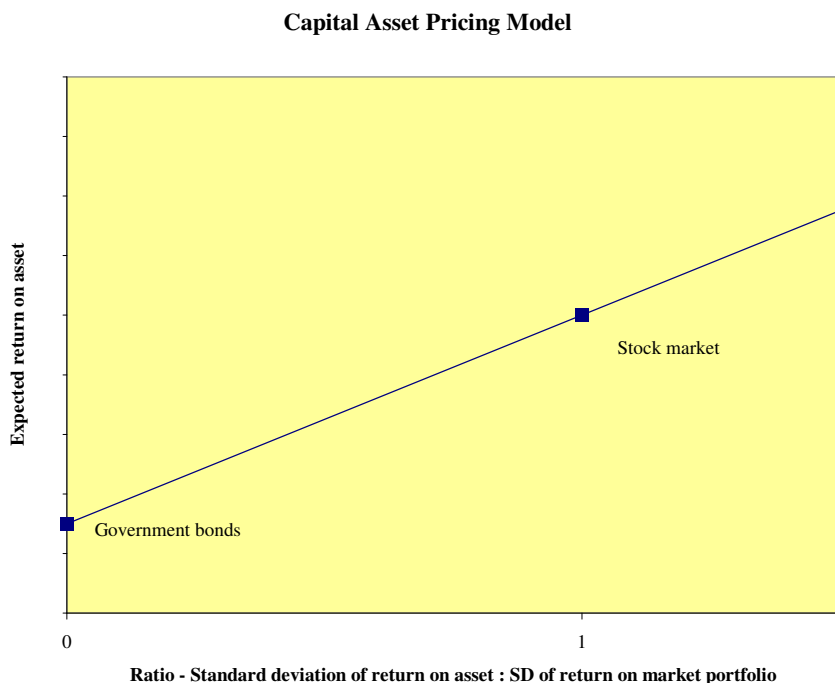 Capital Asset Pricing Model
Expected return on asset
Stock market
Government bonds
0
1
Ratio - Standard deviation of return on asset : SD of return on market portfolio